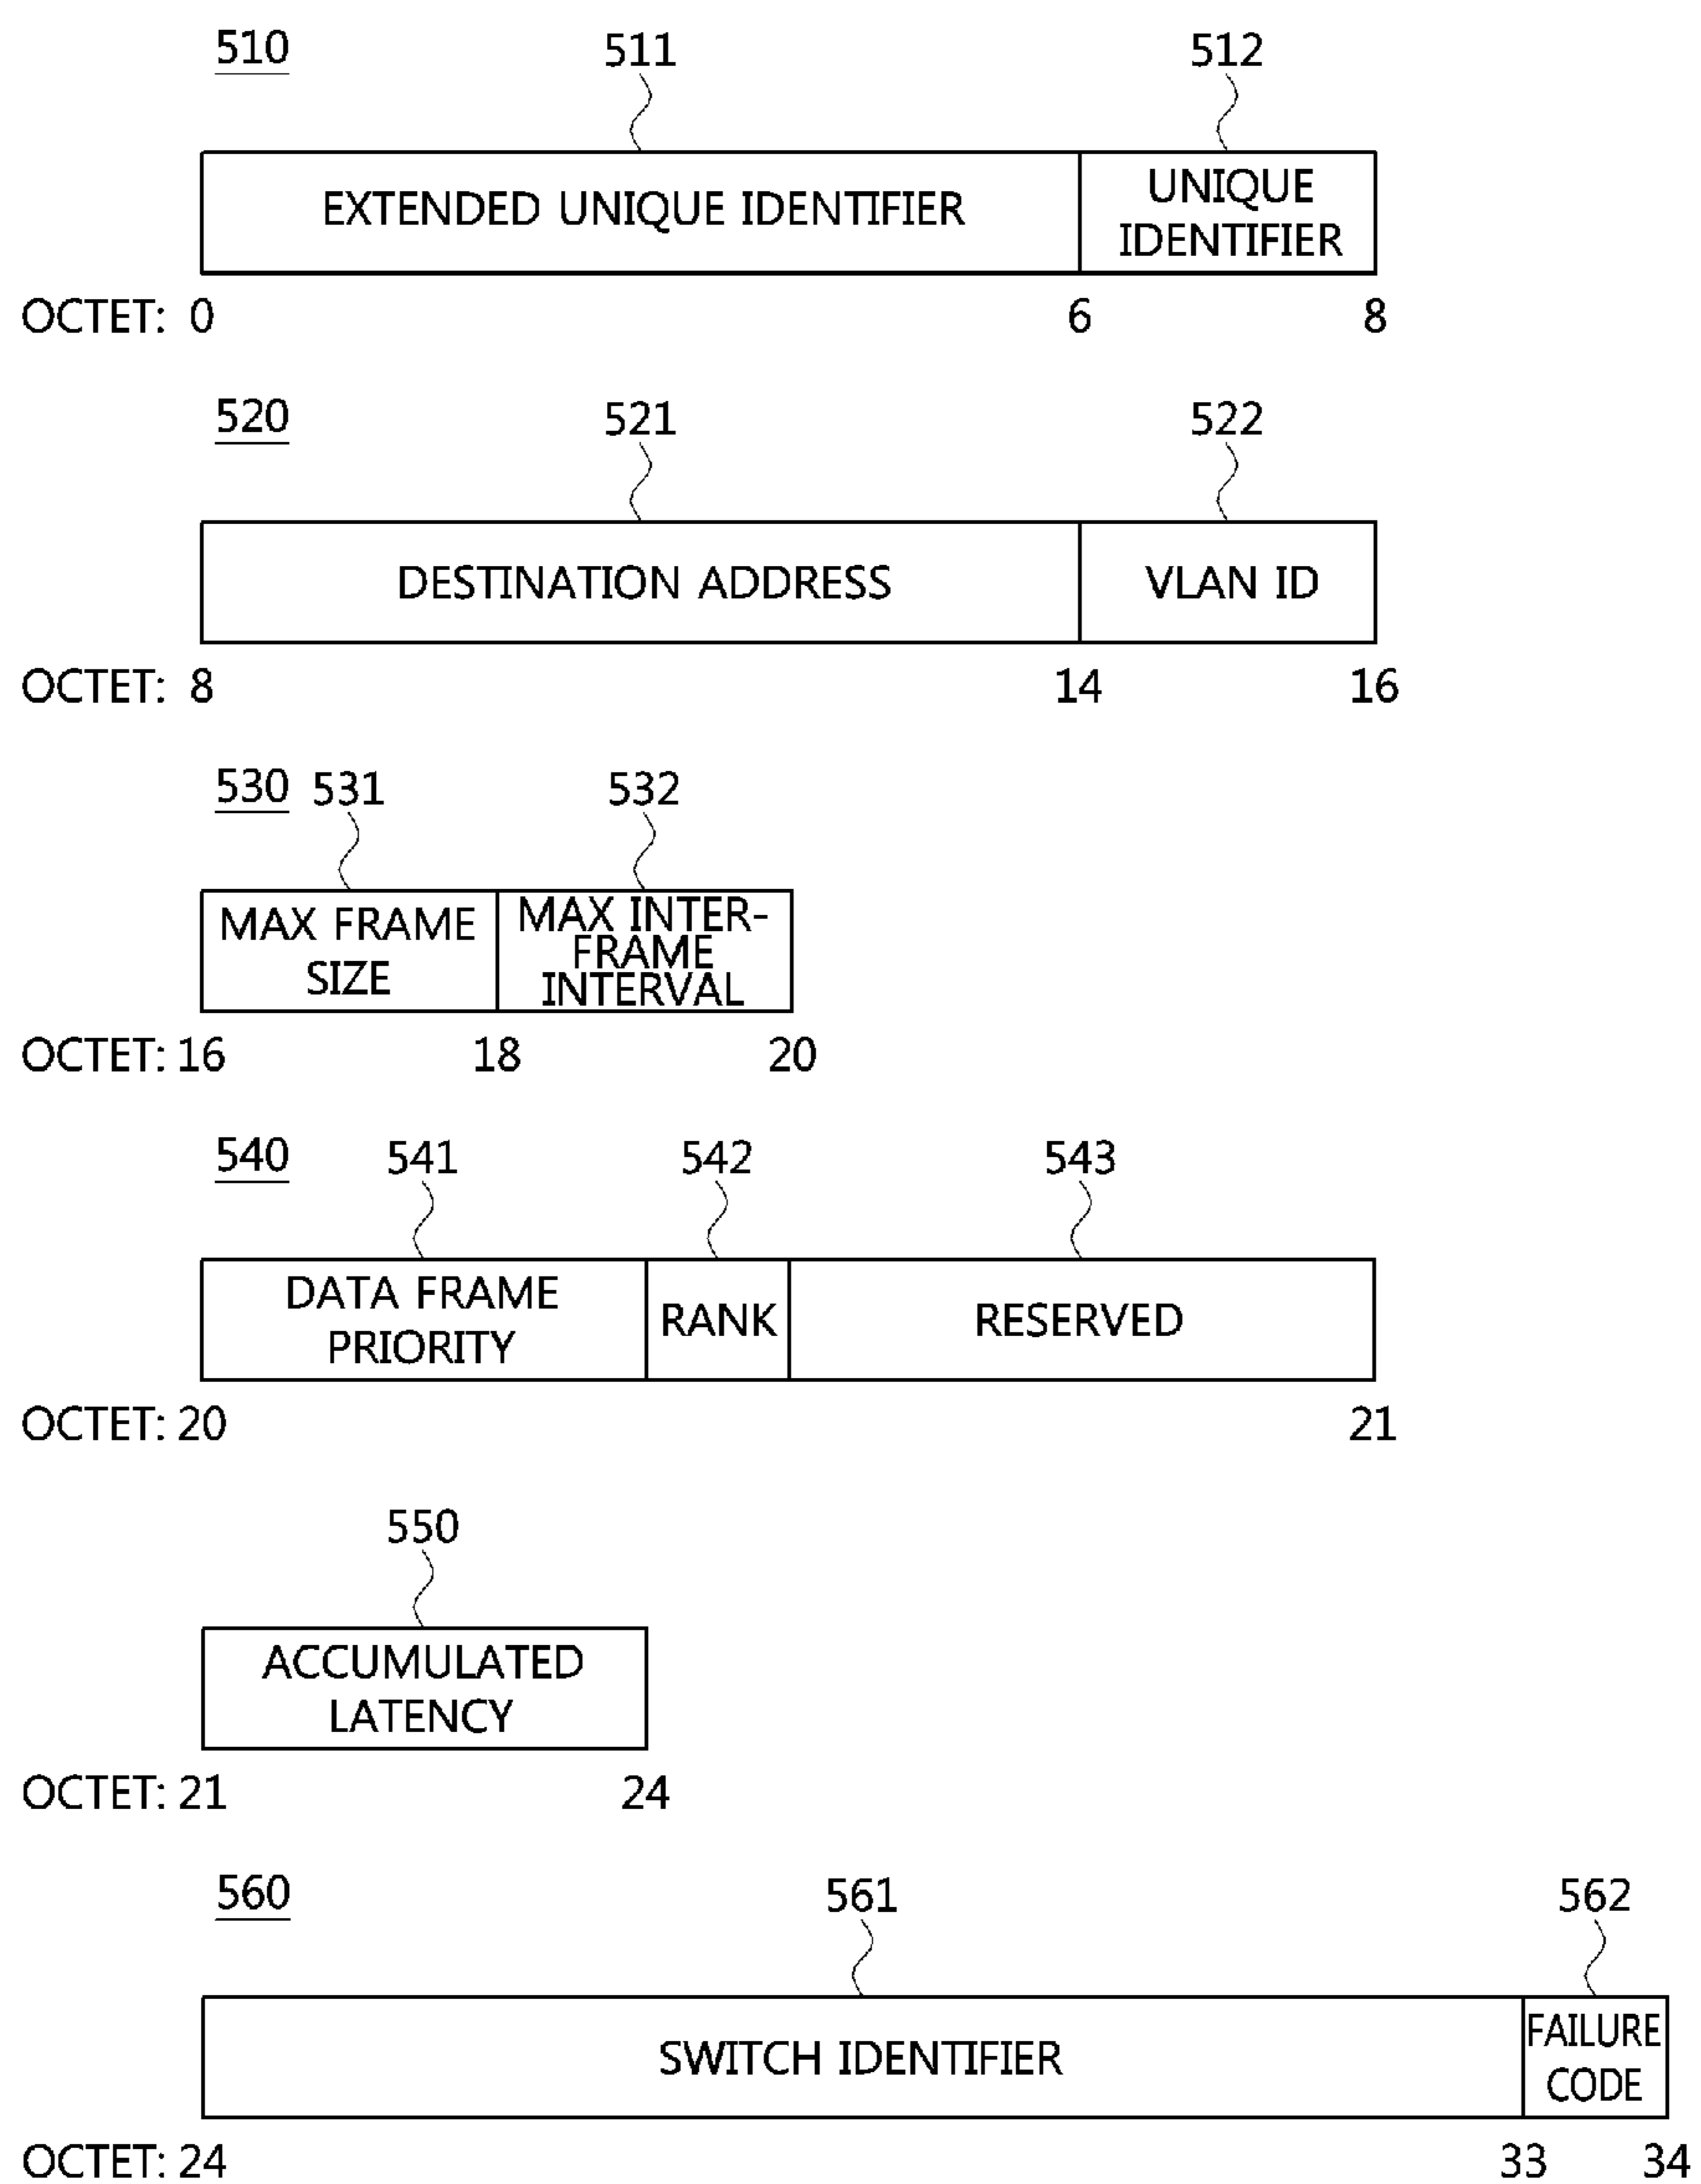 510 511 512
EXTENDED UNIQUE IDENTIFIER
UNIQUE
IDENTIFIER
OCTET: 0 6 8
520 521 522
DESTINATION ADDRESS VLAN ID
OCTET: 8 14 16
530 531 532
MAX FRAME
SIZE
MAX INTER-
FRAME
INTERVAL
OCTET: 16 18 20
540 541 542 543
DATA FRAME
PRIORITY
RANK
RESERVED
OCTET: 20 21
550
ACCUMULATED
LATENCY
OCTET: 21 24
560 561 562
SWITCH IDENTIFIER
FAILURE
CODE
OCTET: 24 33 34